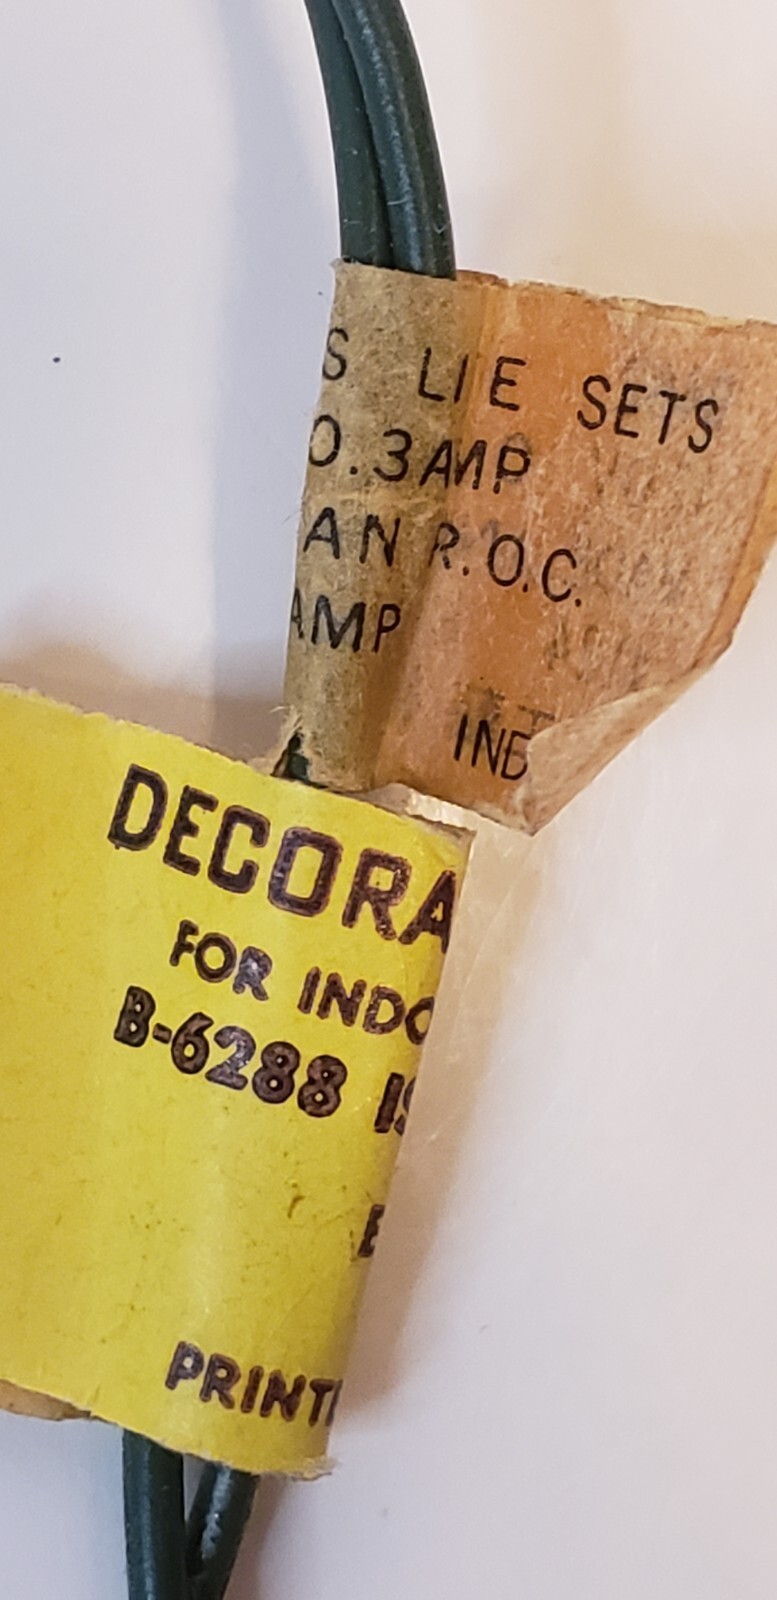 S LIE SETS
0.3AMP
AN R.O.C.
AMP
IND
DECORA
FOR INDO
B-6288 IS
E
PRINT